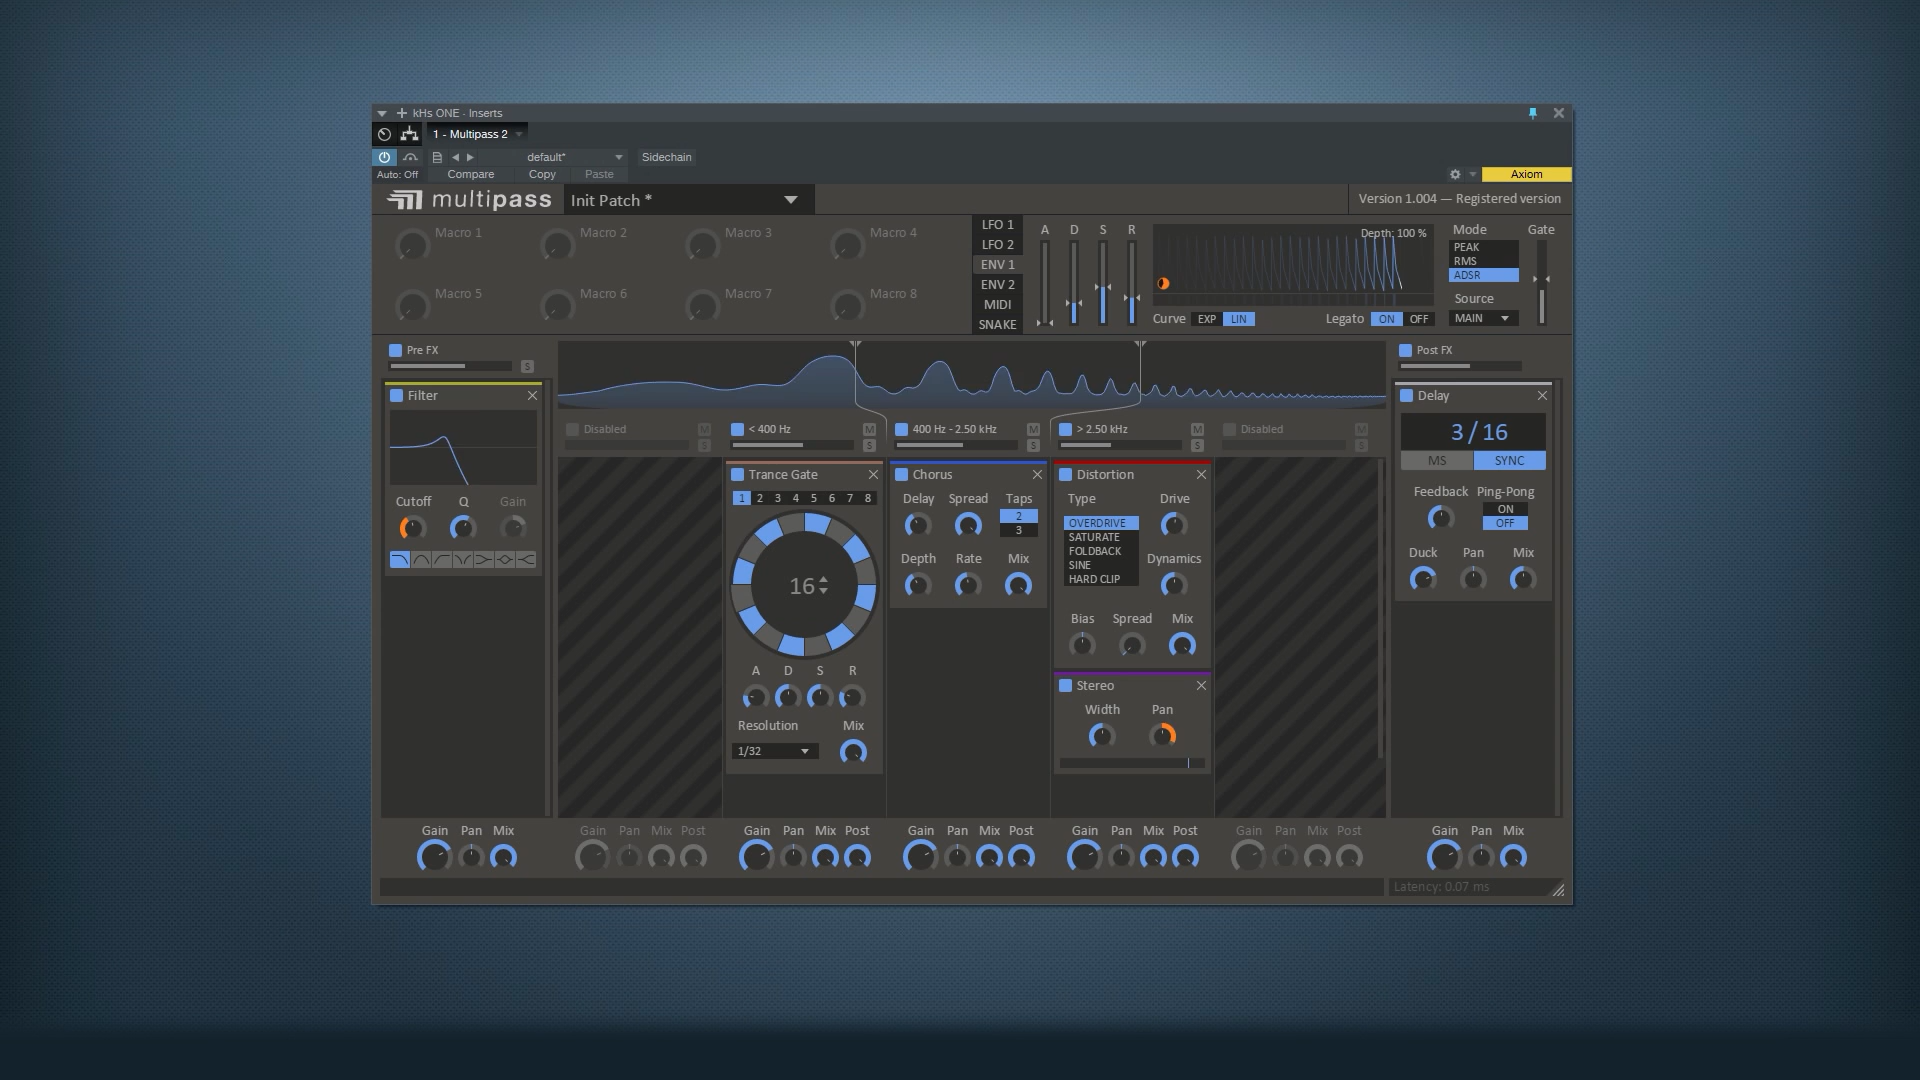 kHs ONE - Inserts
1 - Multipass 2
default*
Sidechain
Auto: Off
Compare
Copy
Paste
Axiom
multipass
Init Patch *
Version 1.004 — Registered version
Macro 1
Macro 2
Macro 3
Macro 4
Macro 5
Macro 6
Macro 7
Macro 8
LFO 1
LFO 2
ENV 1
ENV 2
MIDI
SNAKE
A D S R
Depth: 100 %
Curve EXP LIN
Legato ON OFF
Mode
PEAK
RMS
ADSR
Source
MAIN
Gate
Pre FX
S
Post FX
Disabled M
S
< 400 Hz M
S
400 Hz - 2.50 kHz M
S
> 2.50 kHz M
S
Disabled M
S
Filter
Cutoff Q Gain
Trance Gate
1 2 3 4 5 6 7 8
16
A D S R
Resolution Mix
1/32
Chorus
Delay Spread Taps
2
3
Depth Rate Mix
Distortion
Type Drive
OVERDRIVE
SATURATE
FOLDBACK
SINE
HARD CLIP
Dynamics
Bias Spread Mix
Stereo
Width Pan
Delay
3 / 16
MS SYNC
Feedback Ping-Pong
ON
OFF
Duck Pan Mix
Gain Pan Mix
Gain Pan Mix Post
Gain Pan Mix Post
Gain Pan Mix Post
Gain Pan Mix Post
Gain Pan Mix Post
Gain Pan Mix
Latency: 0.07 ms